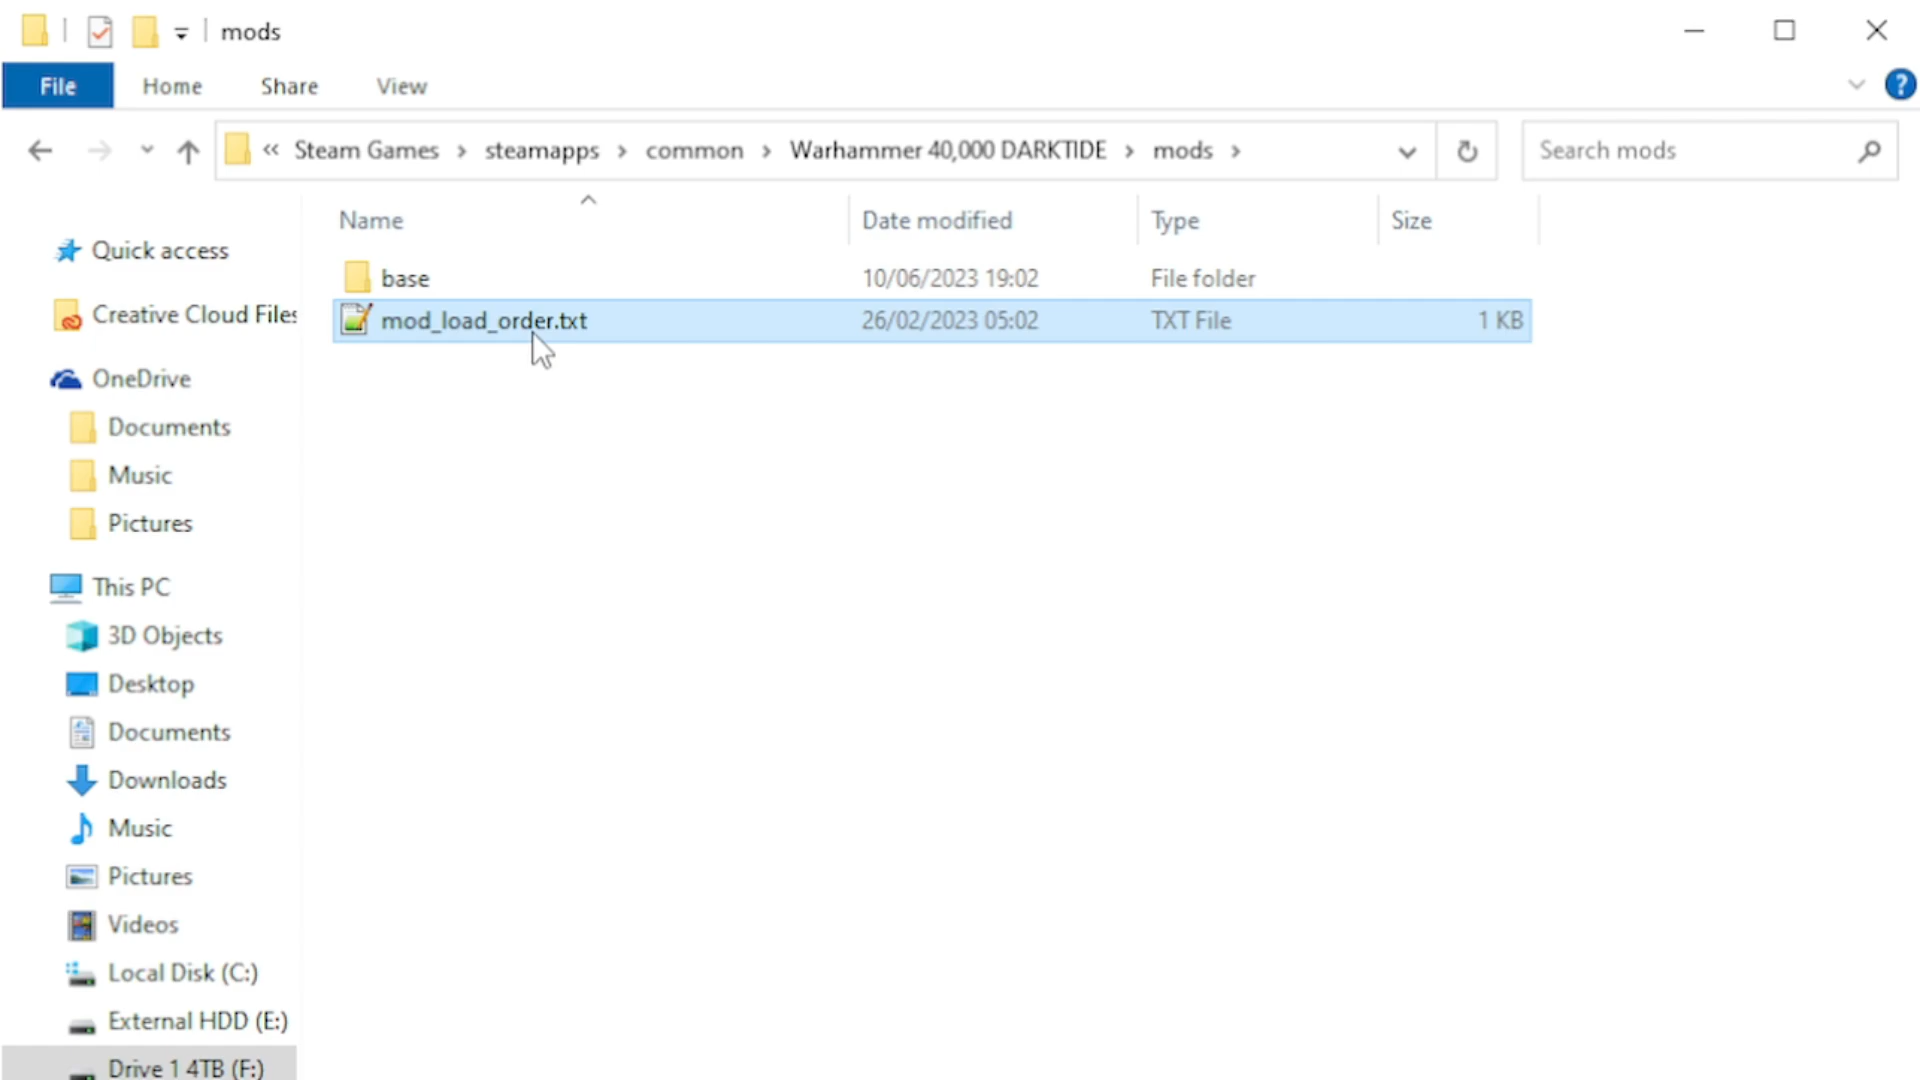 mods
File Home Share View
« Steam Games > steamapps > common > Warhammer 40,000 DARKTIDE > mods > Search mods
Name Date modified Type Size
Quick access
base 10/06/2023 19:02 File folder
Creative Cloud Files
mod_load_order.txt 26/02/2023 05:02 TXT File 1 KB
OneDrive
Documents
Music
Pictures
This PC
3D Objects
Desktop
Documents
Downloads
Music
Pictures
Videos
Local Disk (C:)
External HDD (E:)
Drive 1 4TB (F:)